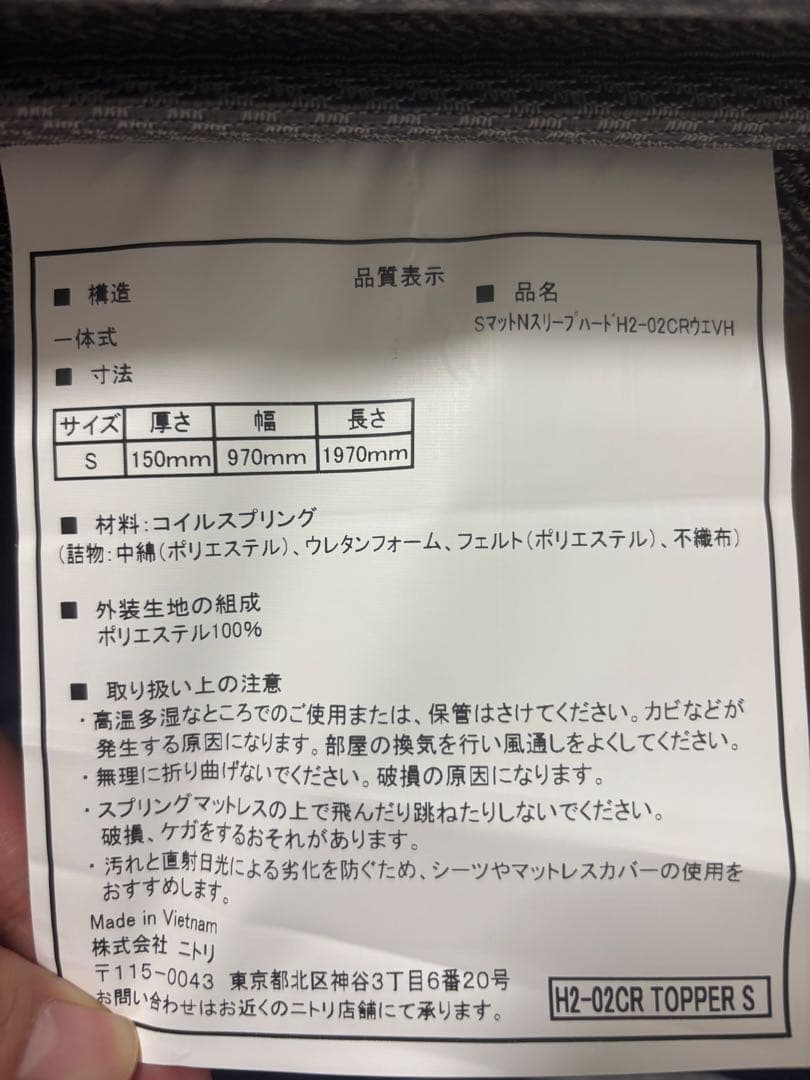 品質表示
■ 構造
一体式
■ 品名
SマットNスリープハードH2-02CRウエVH
■ 寸法
サイズ 厚さ 幅 長さ
S 150mm 970mm 1970mm
■ 材料:コイルスプリング
(詰物:中綿(ポリエステル)、ウレタンフォーム、フェルト(ポリエステル)、不織布)
■ 外装生地の組成
ポリエステル100%
■ 取り扱い上の注意
・高温多湿なところでのご使用または、保管はさけてください。カビなどが
発生する原因になります。部屋の換気を行い風通しをよくしてください。
・無理に折り曲げないでください。破損の原因になります。
・スプリングマットレスの上で飛んだり跳ねたりしないでください。
破損、ケガをするおそれがあります。
・汚れと直射日光による劣化を防ぐため、シーツやマットレスカバーの使用を
おすすめします。
Made in Vietnam
株式会社 ニトリ
〒115-0043 東京都北区神谷3丁目6番20号
お問い合わせはお近くのニトリ店舗にて承ります。
H2-02CR TOPPER S